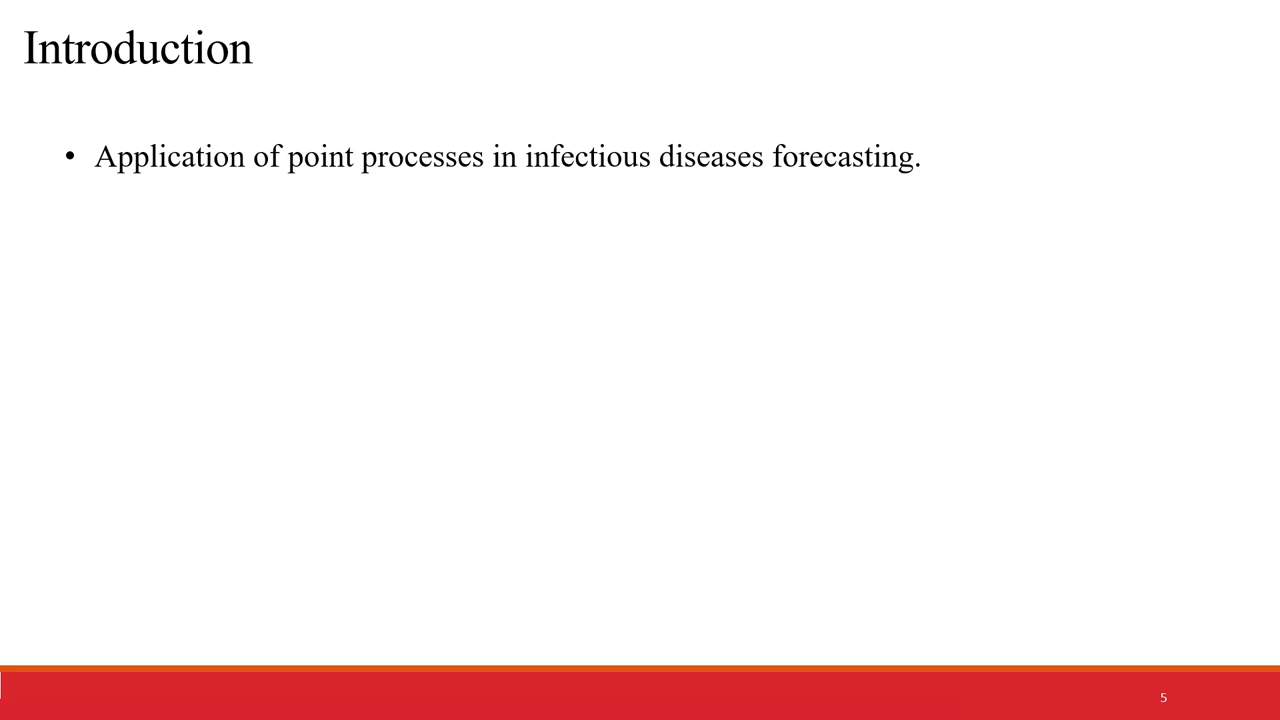 Introduction
• Application of point processes in infectious diseases forecasting.
5